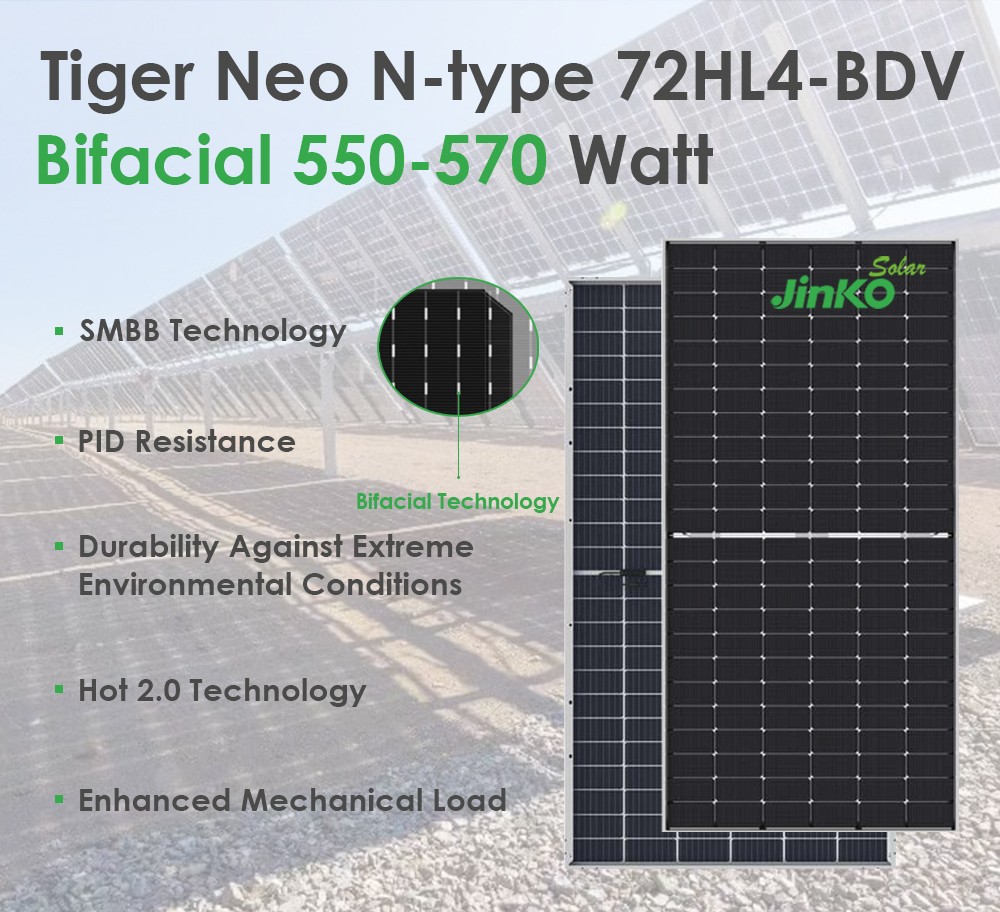 Tiger Neo N-type 72HL4-BDV
Bifacial 550-570 Watt
Solar
JinKO
▪ SMBB Technology
▪ PID Resistance
Bifacial Technology
▪ Durability Against Extreme
Environmental Conditions
▪ Hot 2.0 Technology
▪ Enhanced Mechanical Load